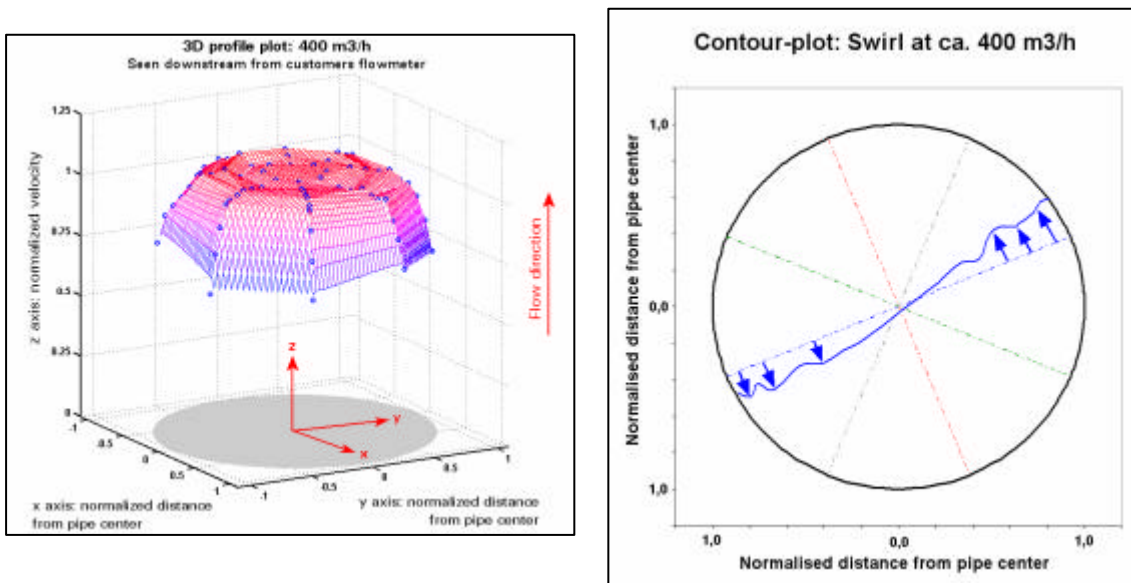 3D profile plot: 400 m3/h
Seen downstream from customers flowmeter
z axis: normalized velocity
1.25
1
0.75
0.5
0.25
0
z
y
x
Flow direction
-1
0.5
0
0.5
1
-1
0.5
0
0.5
1
x axis: normalized distance
from pipe center
y axis: normalized distance
from pipe center
Contour-plot: Swirl at ca. 400 m3/h
Normalised distance from pipe center
1,0
0,0
1,0
1,0
0,0
1,0
Normalised distance from pipe center